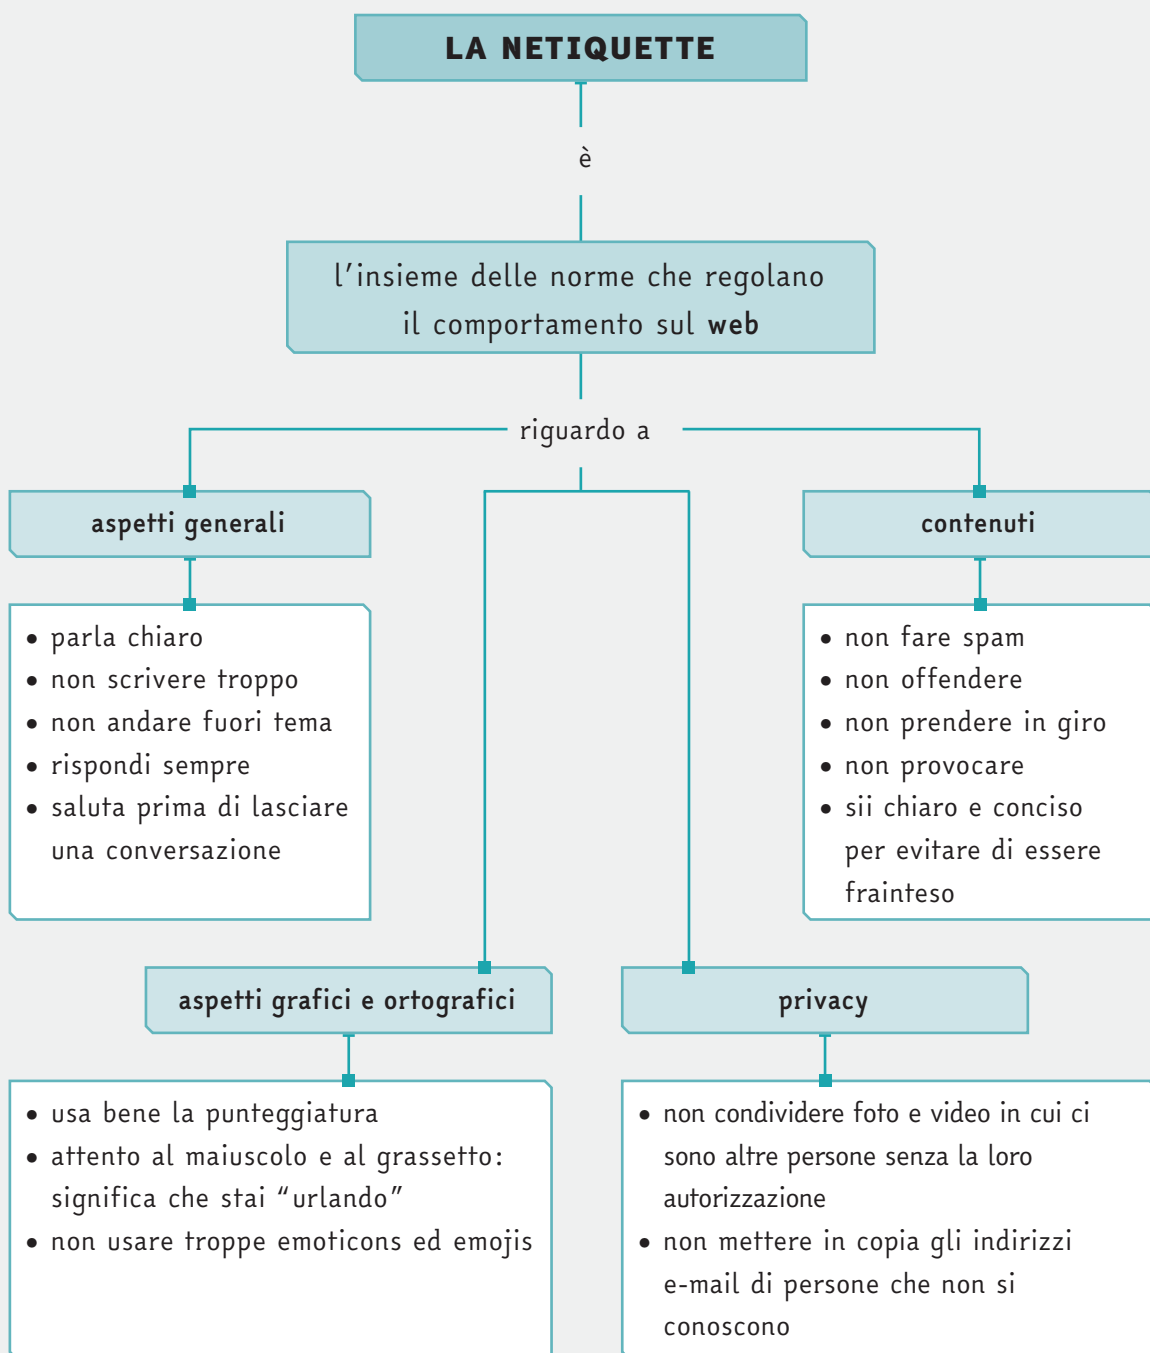 LA NETIQUETTE
è
l'insieme delle norme che regolano
il comportamento sul web
riguardo a
aspetti generali
• parla chiaro
• non scrivere troppo
• non andare fuori tema
• rispondi sempre
• saluta prima di lasciare
una conversazione
contenuti
• non fare spam
• non offendere
• non prendere in giro
• non provocare
• sii chiaro e conciso
per evitare di essere
frainteso
aspetti grafici e ortografici
• usa bene la punteggiatura
• attento al maiuscolo e al grassetto:
significa che stai “urlando”
• non usare troppe emoticons ed emojis
privacy
• non condividere foto e video in cui ci
sono altre persone senza la loro
autorizzazione
• non mettere in copia gli indirizzi
e-mail di persone che non si
conoscono